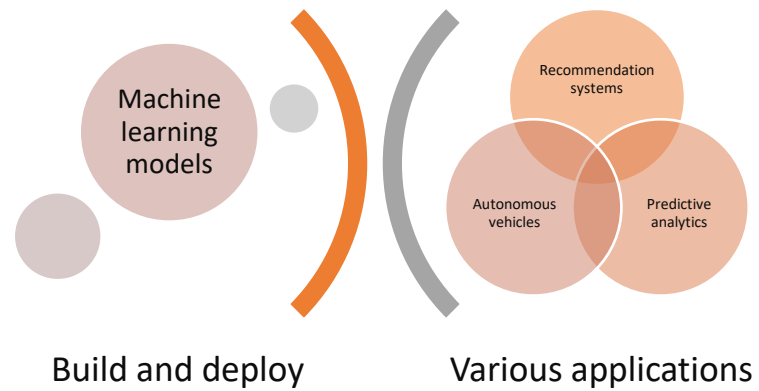 Machine
learning
models
Recommendation
systems
Autonomous
vehicles
Predictive
analytics
Build and deploy
Various applications